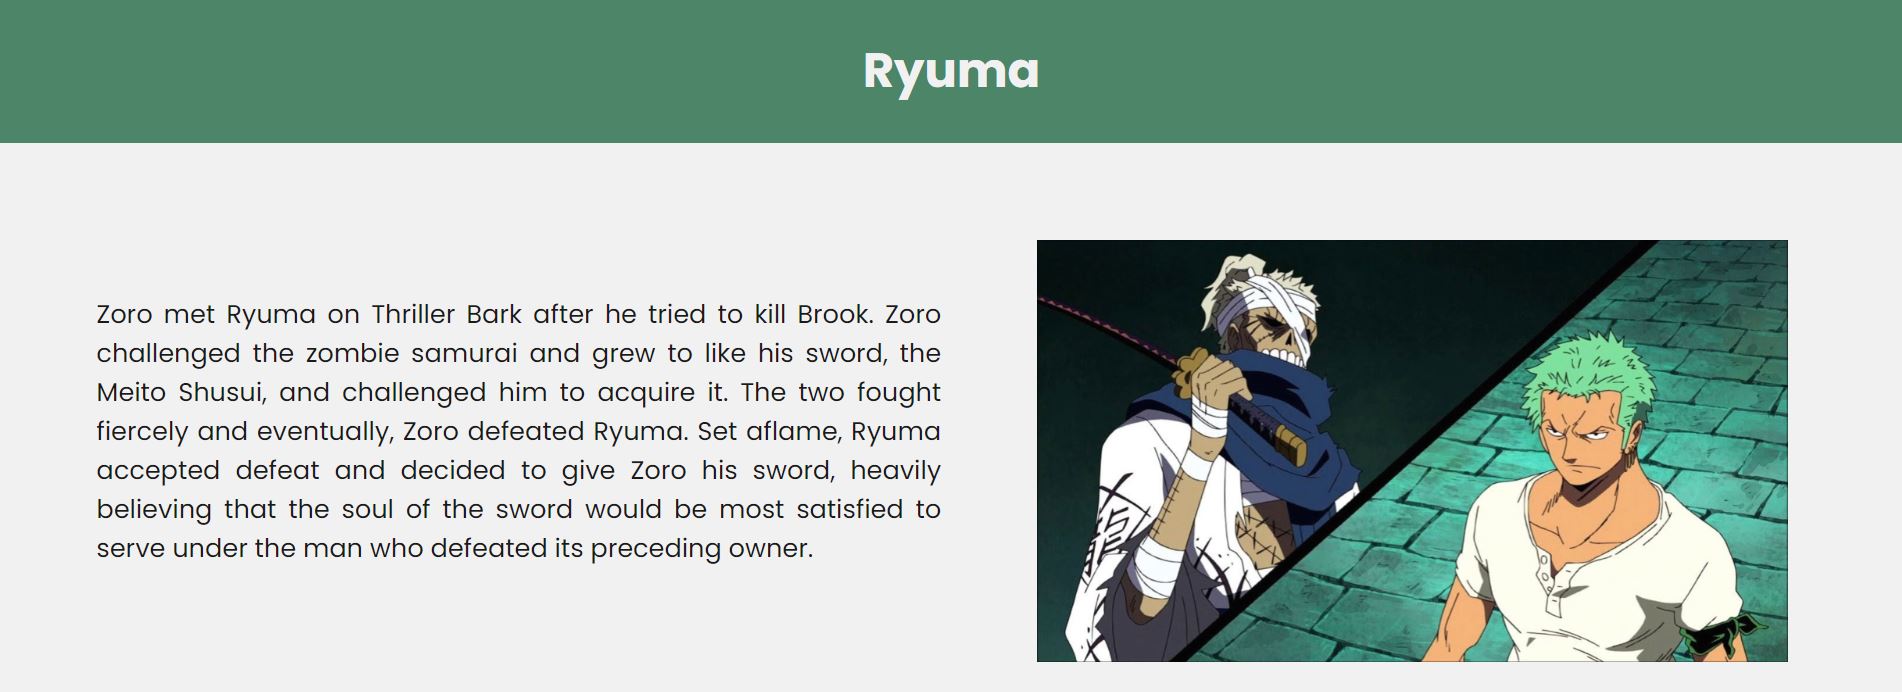 Ryuma
Zoro met Ryuma on Thriller Bark after he tried to kill Brook. Zoro
challenged the zombie samurai and grew to like his sword, the
Meito Shusui, and challenged him to acquire it. The two fought
fiercely and eventually, Zoro defeated Ryuma. Set aflame, Ryuma
accepted defeat and decided to give Zoro his sword, heavily
believing that the soul of the sword would be most satisfied to
serve under the man who defeated its preceding owner.